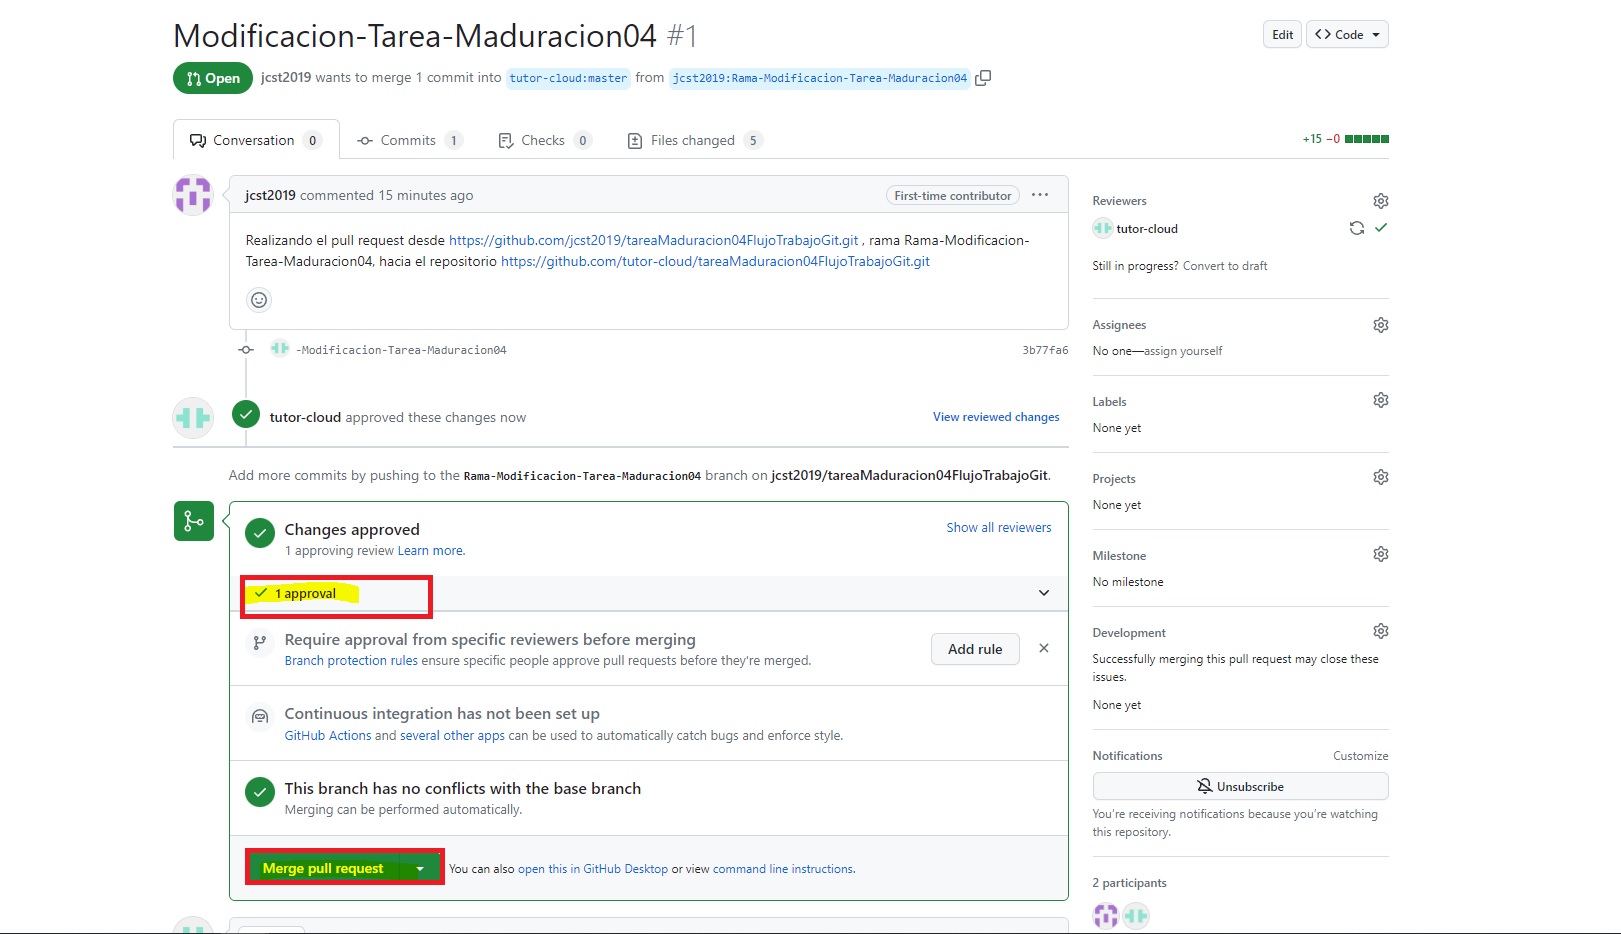 Modificacion-Tarea-Maduracion04 #1
Edit
<> Code
Open
jcst2019 wants to merge 1 commit into tutor-cloud:master from jcst2019:Rama-Modificacion-Tarea-Maduracion04
Conversation 0
Commits 1
Checks 0
Files changed 5
+15 −0
jcst2019 commented 15 minutes ago
First-time contributor
Realizando el pull request desde https://github.com/jcst2019/tareaMaduracion04FlujoTrabajoGit.git , rama Rama-Modificacion-
Tarea-Maduracion04, hacia el repositorio https://github.com/tutor-cloud/tareaMaduracion04FlujoTrabajoGit.git
-Modificacion-Tarea-Maduracion04
3b77fa6
tutor-cloud approved these changes now
View reviewed changes
Add more commits by pushing to the Rama-Modificacion-Tarea-Maduracion04 branch on jcst2019/tareaMaduracion04FlujoTrabajoGit.
Changes approved
1 approving review Learn more.
Show all reviewers
1 approval
Require approval from specific reviewers before merging
Branch protection rules ensure specific people approve pull requests before they're merged.
Add rule
Continuous integration has not been set up
GitHub Actions and several other apps can be used to automatically catch bugs and enforce style.
This branch has no conflicts with the base branch
Merging can be performed automatically.
Merge pull request
You can also open this in GitHub Desktop or view command line instructions.
Reviewers
tutor-cloud
Still in progress? Convert to draft
Assignees
No one—assign yourself
Labels
None yet
Projects
None yet
Milestone
No milestone
Development
Successfully merging this pull request may close these
issues.
None yet
Notifications
Customize
Unsubscribe
You're receiving notifications because you're watching
this repository.
2 participants